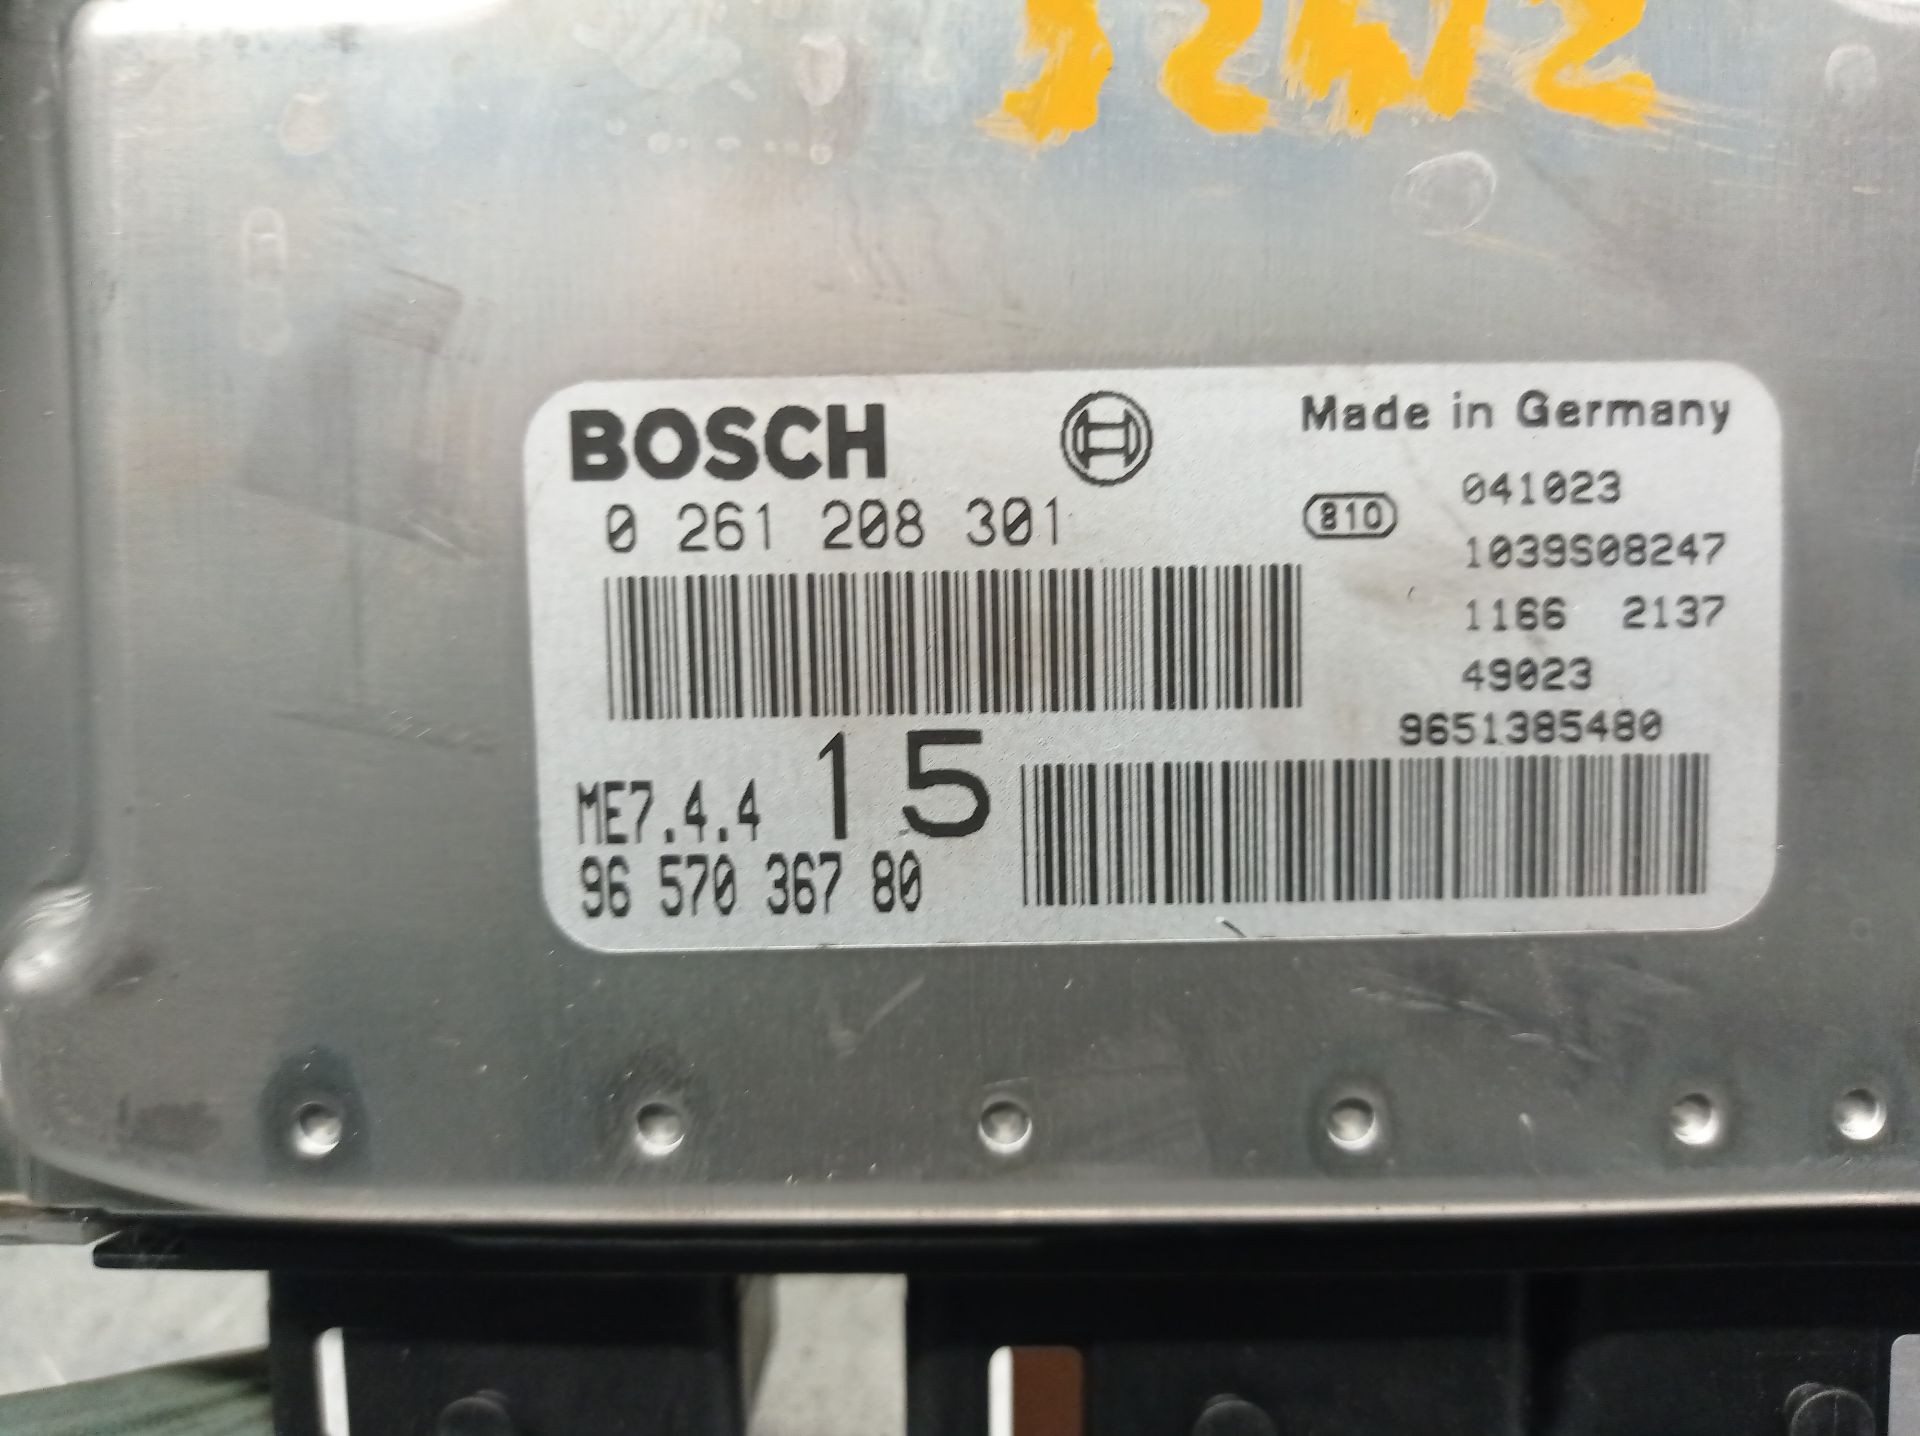 BOSCH Made in Germany
0 261 208 301 810 041023
1039S08247
1166 2137
49023
9651385480
ME7.4.4 15
96 570 367 80